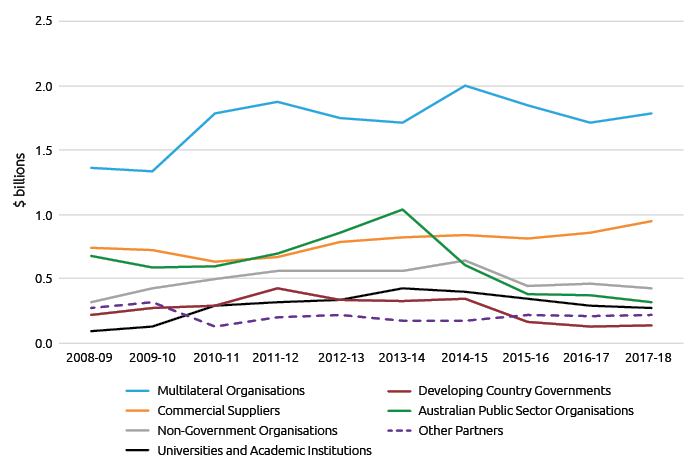 2.5
2.0
1.5
1.0
0.5
0.0
$ billions
2008-09 2009-10 2010-11 2011-12 2012-13 2013-14 2014-15 2015-16 2016-17 2017-18
Multilateral Organisations Developing Country Governments
Commercial Suppliers Australian Public Sector Organisations
Non-Government Organisations Other Partners
Universities and Academic Institutions